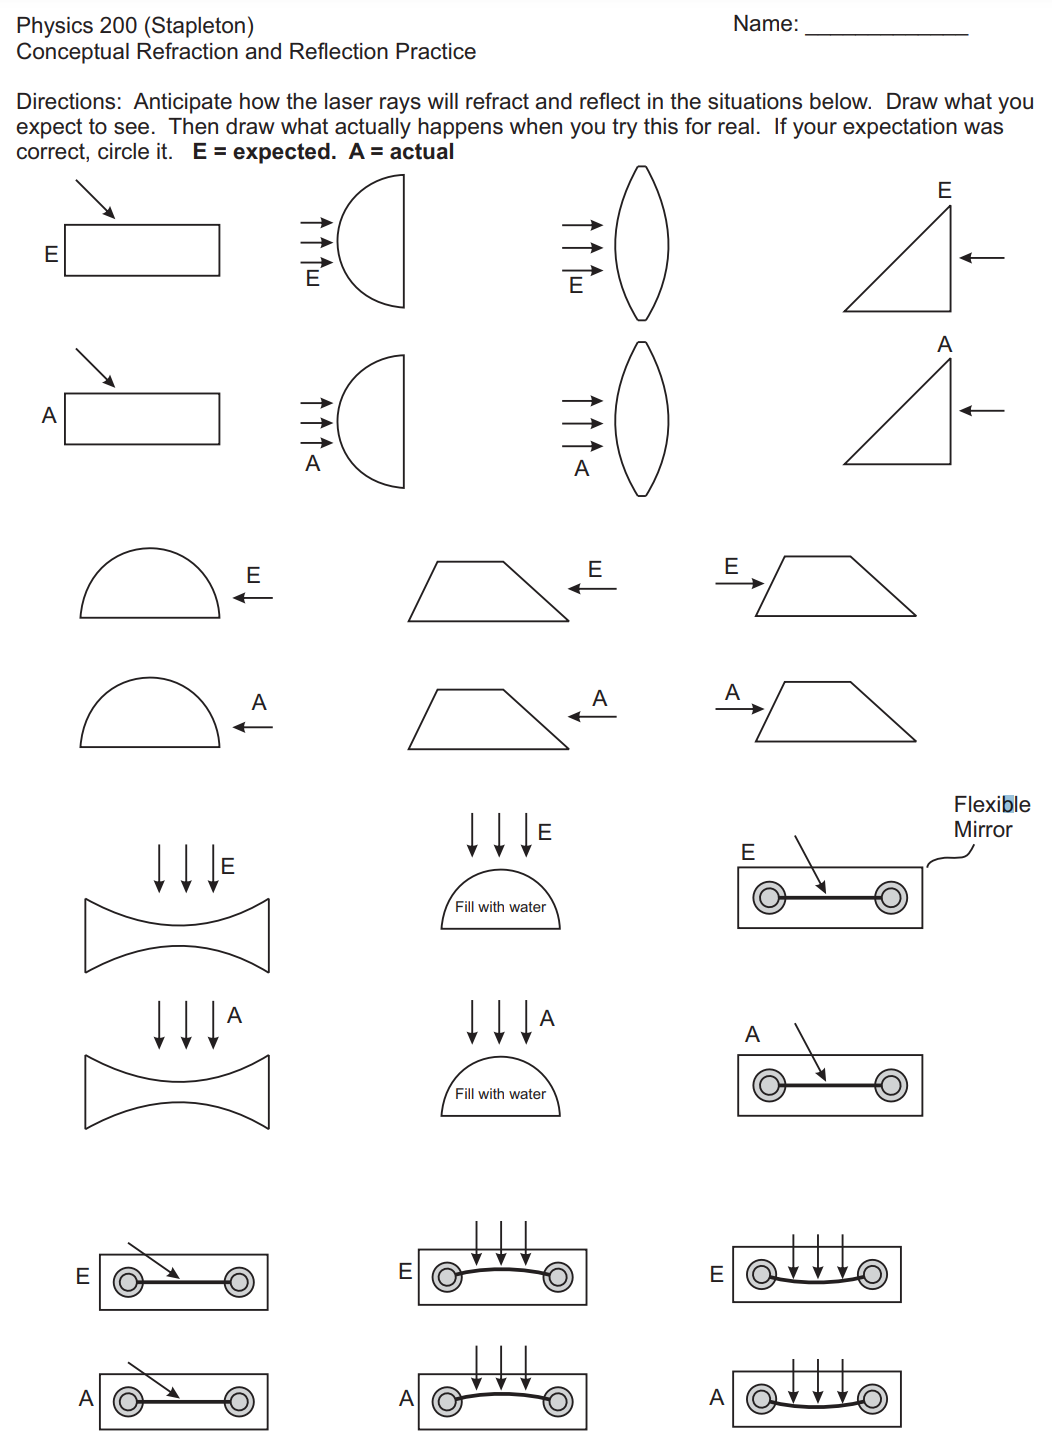 Physics 200 (Stapleton)
Name: _____________
Conceptual Refraction and Reflection Practice
Directions:  Anticipate how the laser rays will refract and reflect in the situations below.  Draw what you
expect to see.  Then draw what actually happens when you try this for real.  If your expectation was
correct, circle it.   E = expected.  A = actual
E
E
E
E
A
A
A
A
E
E
E
A
A
A
Flexible
Mirror
E
E
E
Fill with water
A
A
A
Fill with water
E
E
E
A
A
A